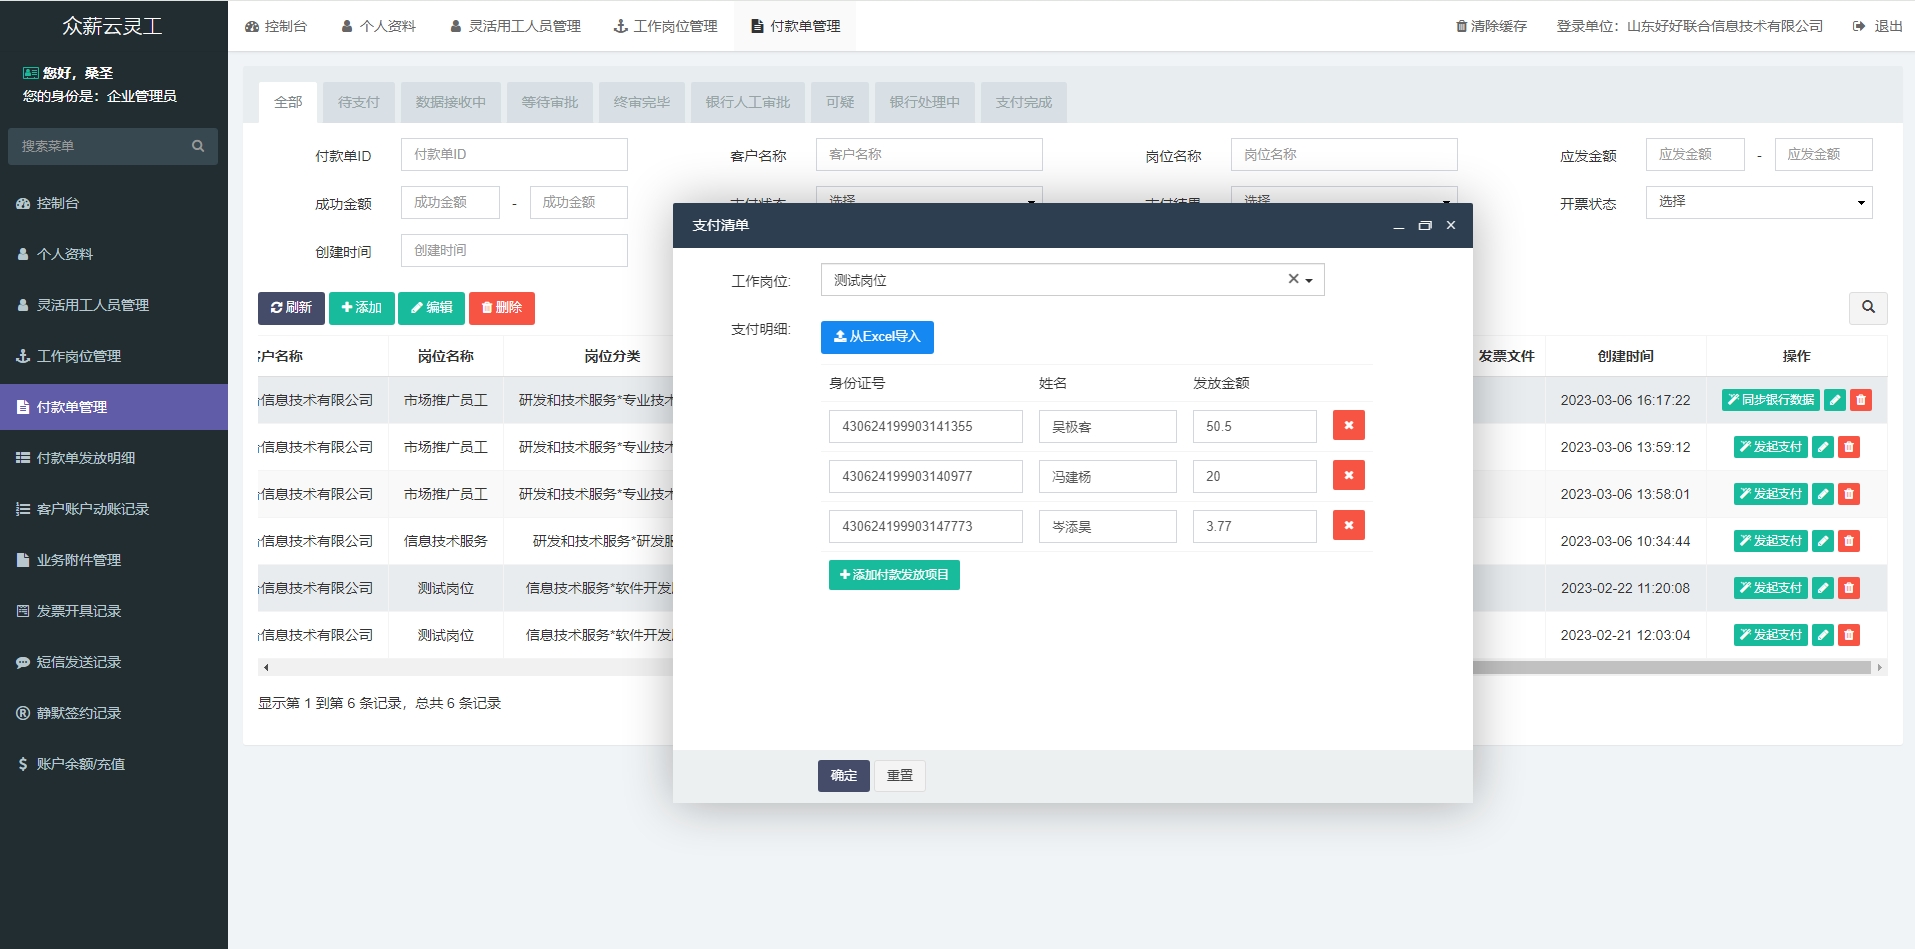 众薪云灵工
控制台 个人资料 灵活用工人员管理 工作岗位管理 付款单管理 清除缓存 登录单位：山东好好联合信息技术有限公司 退出
您好，桑圣
您的身份是：企业管理员
搜索菜单
控制台
个人资料
灵活用工人员管理
工作岗位管理
付款单管理
付款单发放明细
客户账户动账记录
业务附件管理
发票开具记录
短信发送记录
静默签约记录
账户余额/充值
全部 待支付 数据接收中 等待审批 终审完毕 银行人工审批 可疑 银行处理中 支付完成
付款单ID 付款单ID 客户名称 客户名称 岗位名称 岗位名称 应发金额 应发金额 - 应发金额
成功金额 成功金额 - 成功金额 支付状态 选择 支付结果 选择 开票状态 选择
创建时间 创建时间
刷新 添加 编辑 删除
客户名称 岗位名称 岗位分类 发票文件 创建时间 操作
信息技术有限公司 市场推广员工 研发和技术服务*专业技术 2023-03-06 16:17:22 同步银行数据
信息技术有限公司 市场推广员工 研发和技术服务*专业技术 2023-03-06 13:59:12 发起支付
信息技术有限公司 市场推广员工 研发和技术服务*专业技术 2023-03-06 13:58:01 发起支付
信息技术有限公司 信息技术服务 研发和技术服务*研发服 2023-03-06 10:34:44 发起支付
信息技术有限公司 测试岗位 信息技术服务*软件开发 2023-02-22 11:20:08 发起支付
信息技术有限公司 测试岗位 信息技术服务*软件开发 2023-02-21 12:03:04 发起支付
显示第 1 到第 6 条记录，总共 6 条记录
支付清单
工作岗位: 测试岗位
支付明细: 从Excel导入
身份证号 姓名 发放金额
430624199903141355 吴极客 50.5
430624199903140977 冯建杨 20
430624199903147773 岑添昊 3.77
添加付款发放项目
确定 重置